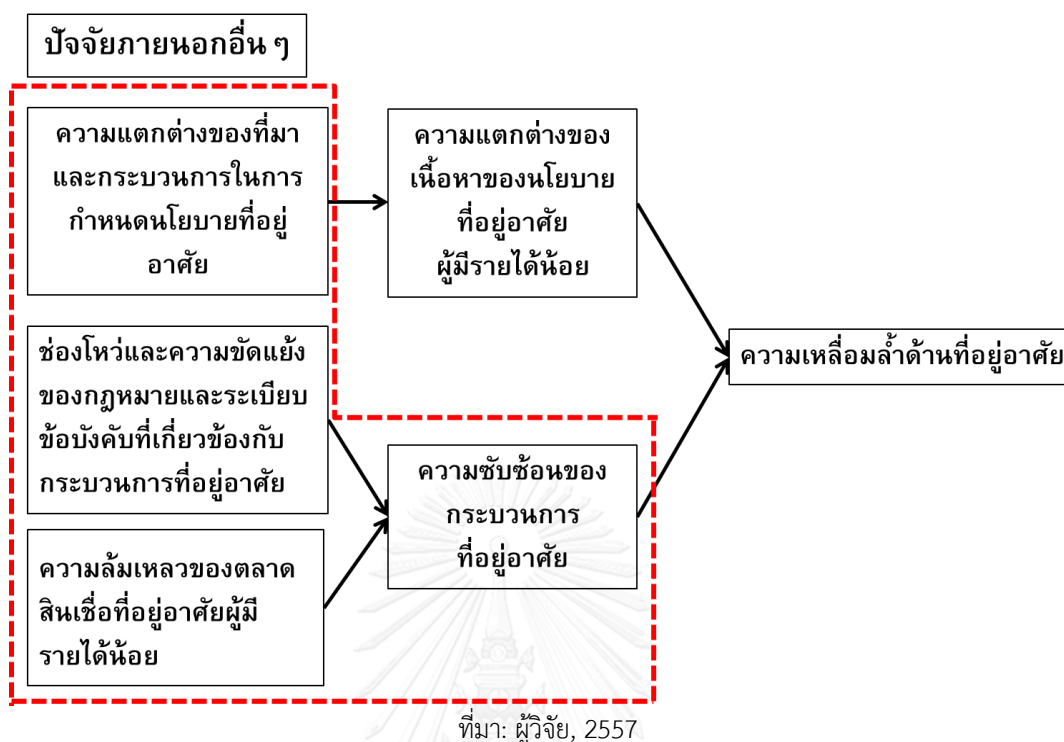 ปัจจัยภายนอกอื่น ๆ
ความแตกต่างของที่มา
และกระบวนการในการ
กำหนดนโยบายที่อยู่
อาศัย
ความแตกต่างของ
เนื้อหาของนโยบาย
ที่อยู่อาศัย
ผู้มีรายได้น้อย
ช่องโหว่และความขัดแย้ง
ของกฎหมายและระเบียบ
ข้อบังคับที่เกี่ยวข้องกับ
กระบวนการที่อยู่อาศัย
ความเหลื่อมล้ำด้านที่อยู่อาศัย
ความซับซ้อนของ
กระบวนการ
ที่อยู่อาศัย
ความล้มเหลวของตลาด
สินเชื่อที่อยู่อาศัยผู้มี
รายได้น้อย
ที่มา: ผู้วิจัย, 2557